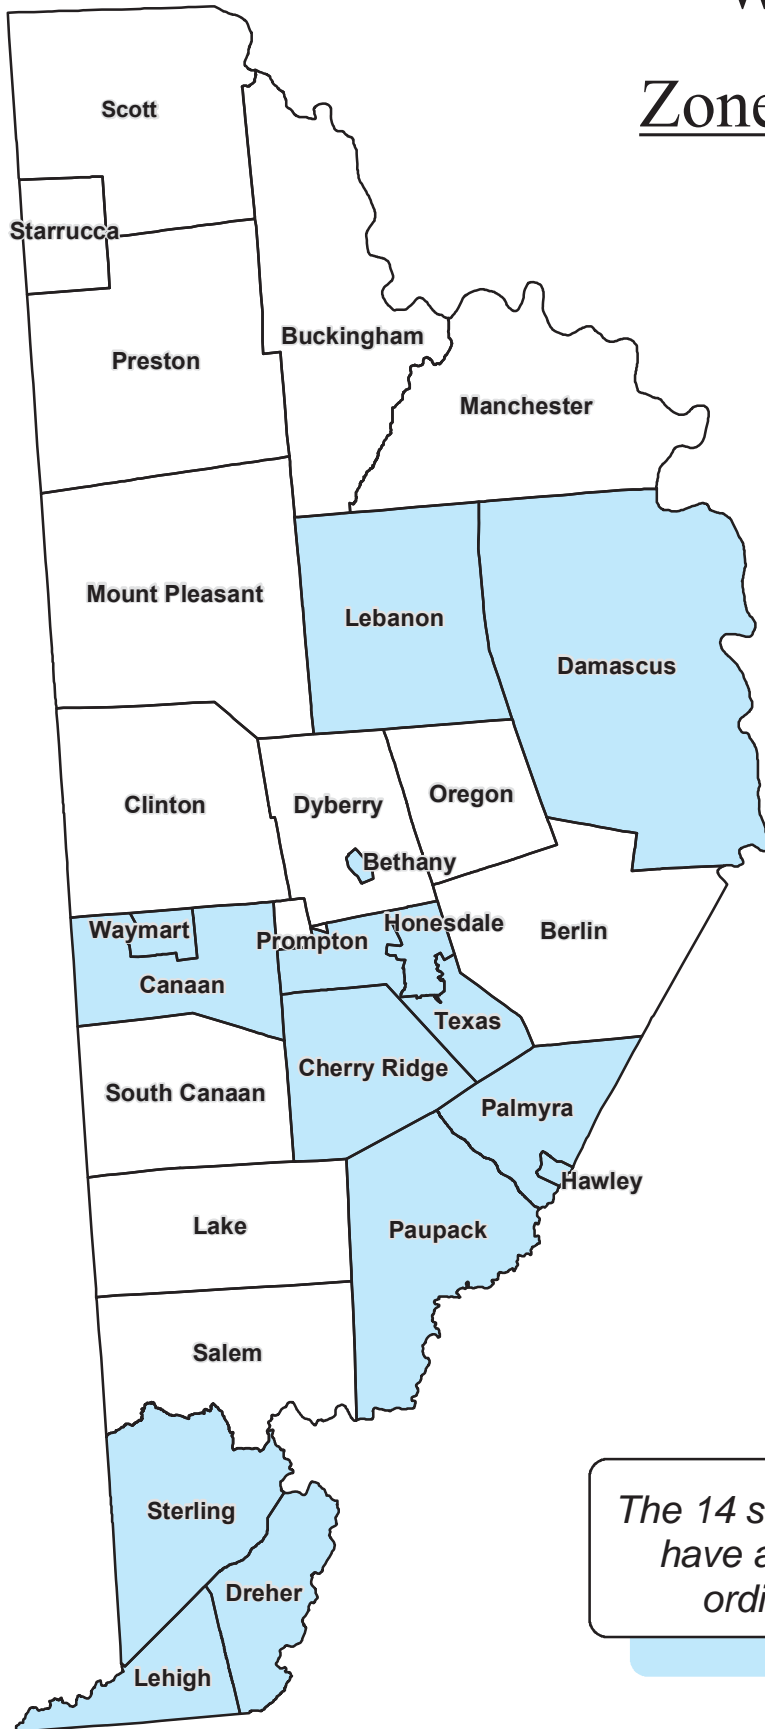 Zone
Scott
Starrucca
Buckingham
Preston
Manchester
Mount Pleasant
Lebanon
Damascus
Oregon
Clinton
Dyberry
Bethany
Honesdale
Waymart
Berlin
Prompton
Canaan
Texas
Cherry Ridge
South Canaan
Palmyra
Hawley
Lake
Paupack
Salem
Sterling
The 14 s
have a
ordi
Dreher
Lehigh